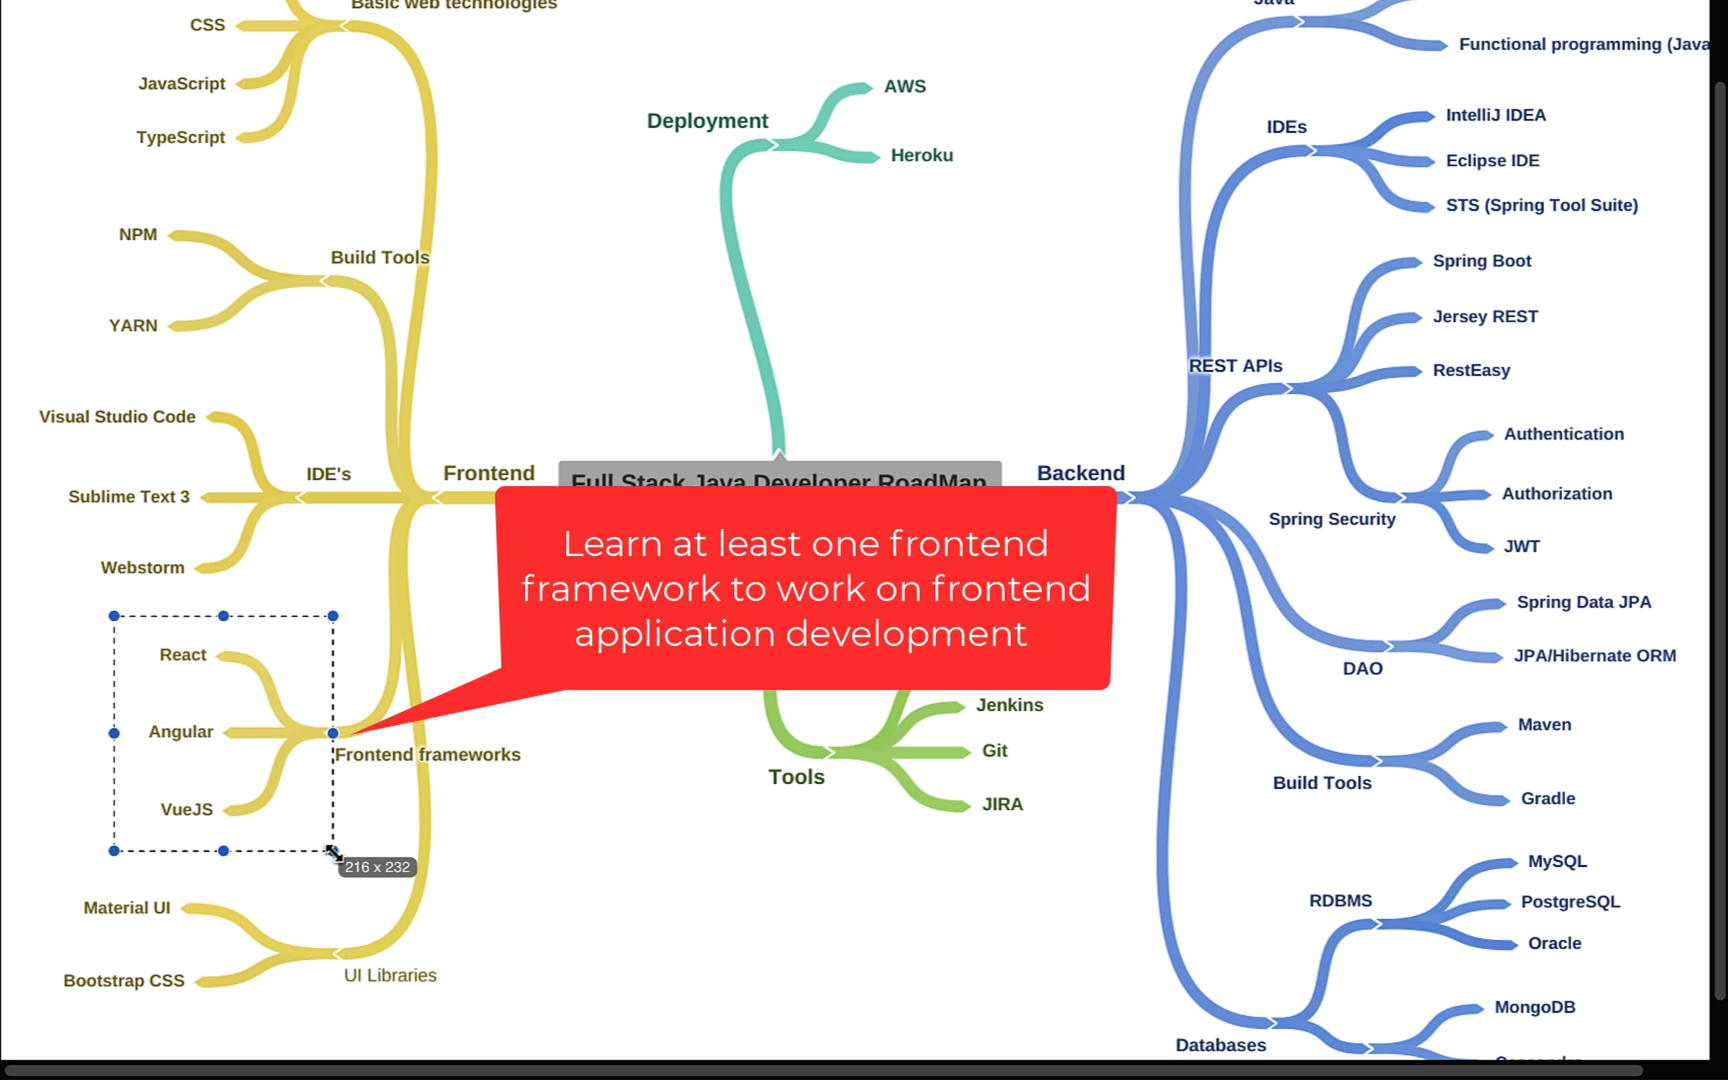 Basic web technologies
CSS
JavaScript
TypeScript
NPM
Build Tools
YARN
Visual Studio Code
IDE's
Sublime Text 3
Webstorm
Frontend
React
Angular
VueJS
Frontend frameworks
216 x 232
Material UI
Bootstrap CSS
UI Libraries
Deployment
AWS
Heroku
Full Stack Java Developer RoadMap
Learn at least one frontend
framework to work on frontend
application development
Jenkins
Git
JIRA
Tools
Backend
Java
Functional programming (Java
IDEs
IntelliJ IDEA
Eclipse IDE
STS (Spring Tool Suite)
REST APIs
Spring Boot
Jersey REST
RestEasy
Spring Security
Authentication
Authorization
JWT
DAO
Spring Data JPA
JPA/Hibernate ORM
Build Tools
Maven
Gradle
RDBMS
MySQL
PostgreSQL
Oracle
Databases
MongoDB